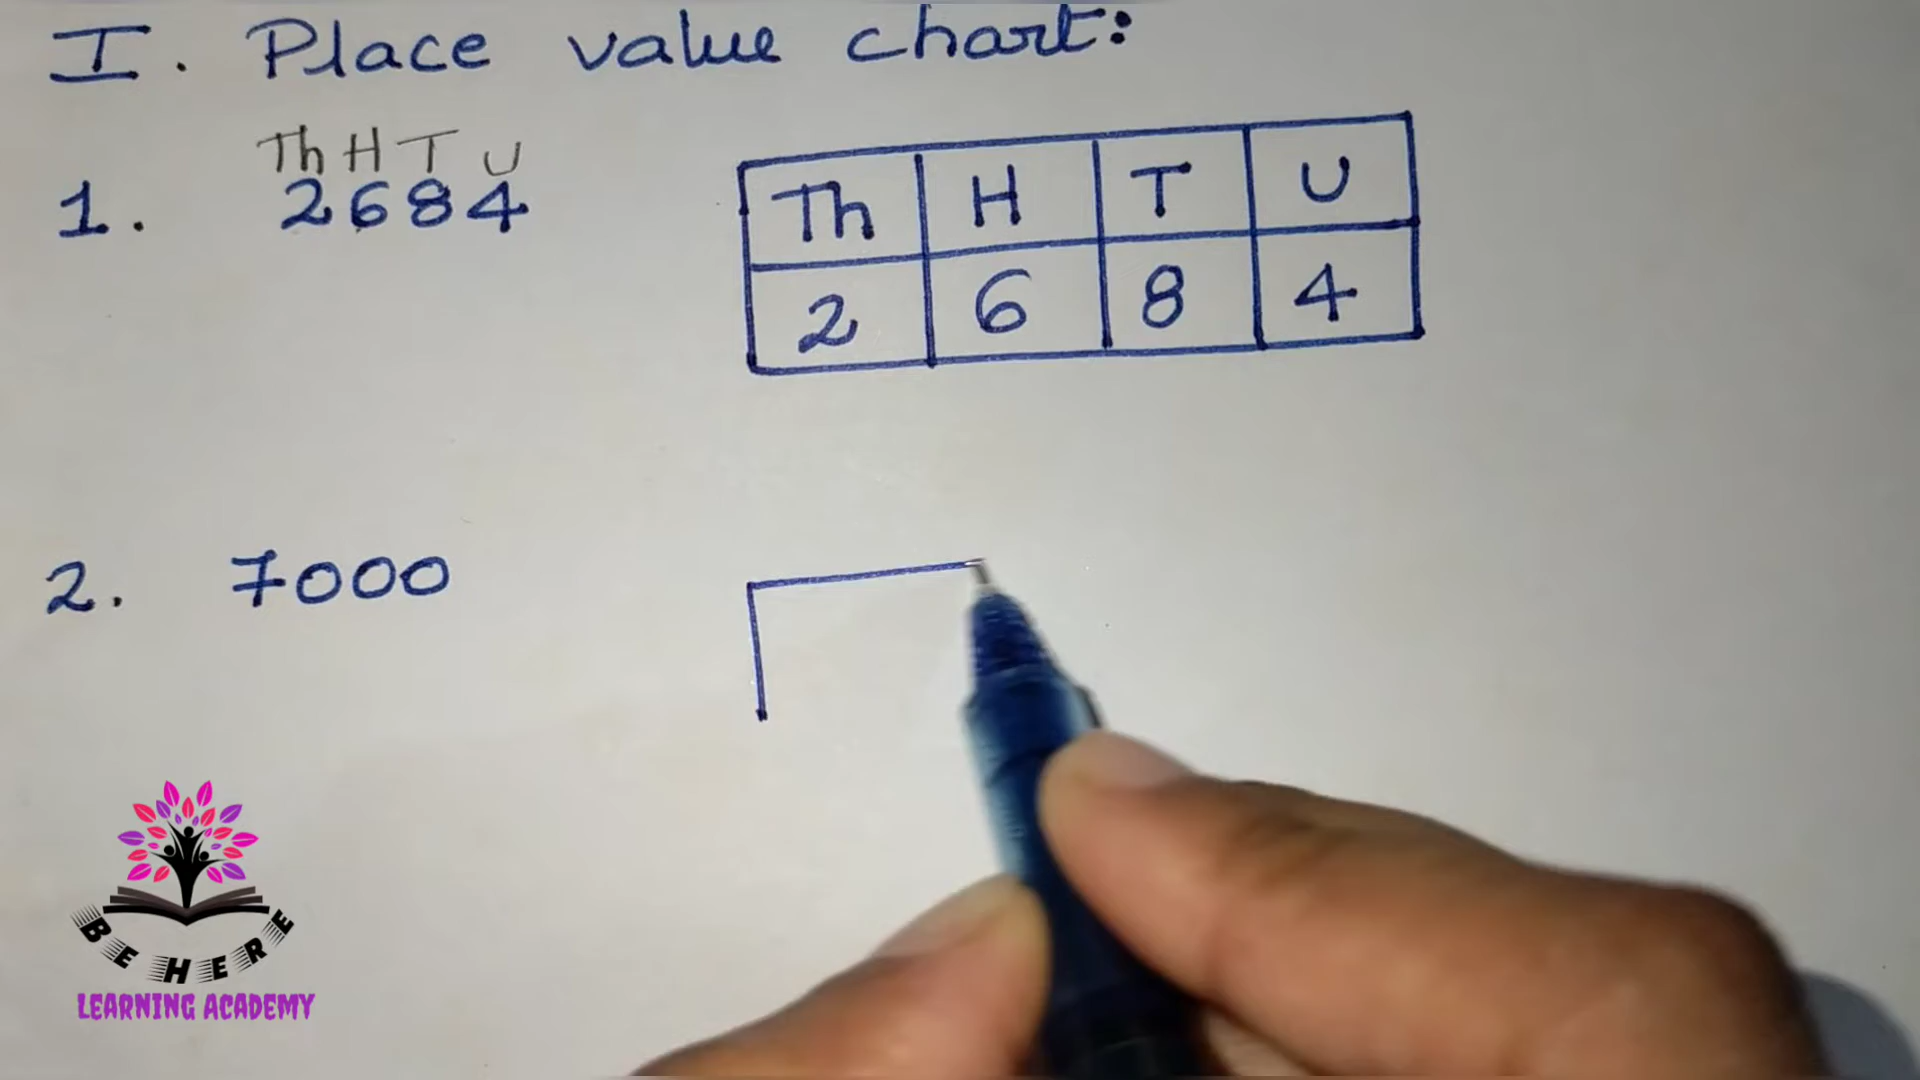 I. Place value chart:
Th H T U
1. 2684
Th H T U
2 6 8 4
2. 7000
BE HERE
LEARNING ACADEMY